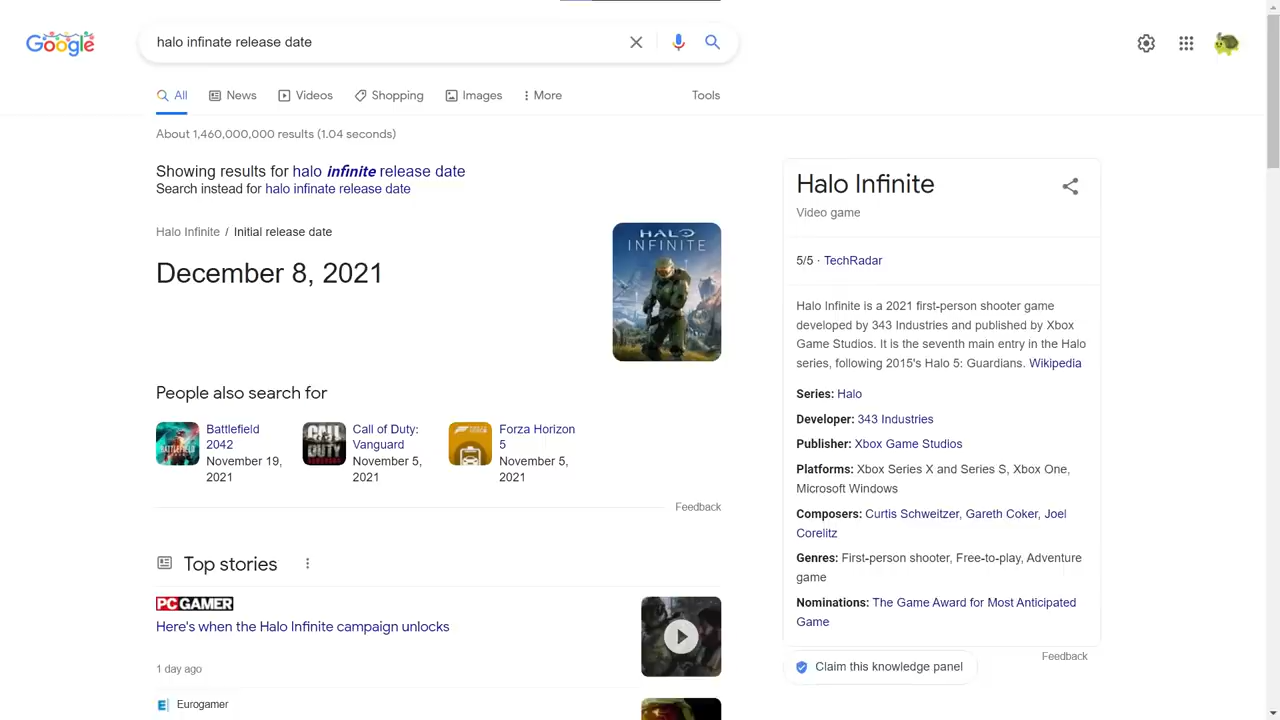 Google
halo infinate release date
All
News
Videos
Shopping
Images
More
Tools
About 1,460,000,000 results (1.04 seconds)
Showing results for halo infinite release date
Search instead for halo infinate release date
Halo Infinite / Initial release date
December 8, 2021
HALO
INFINITE
People also search for
Battlefield
2042
November 19,
2021
CALL
DUTY
Call of Duty:
Vanguard
November 5,
2021
Forza Horizon
5
November 5,
2021
Feedback
Top stories
PC GAMER
Here's when the Halo Infinite campaign unlocks
1 day ago
E
Eurogamer
Halo Infinite
Video game
5/5 · TechRadar
Halo Infinite is a 2021 first-person shooter game
developed by 343 Industries and published by Xbox
Game Studios. It is the seventh main entry in the Halo
series, following 2015's Halo 5: Guardians. Wikipedia
Series: Halo
Developer: 343 Industries
Publisher: Xbox Game Studios
Platforms: Xbox Series X and Series S, Xbox One,
Microsoft Windows
Composers: Curtis Schweitzer, Gareth Coker, Joel
Corelitz
Genres: First-person shooter, Free-to-play, Adventure
game
Nominations: The Game Award for Most Anticipated
Game
Feedback
Claim this knowledge panel